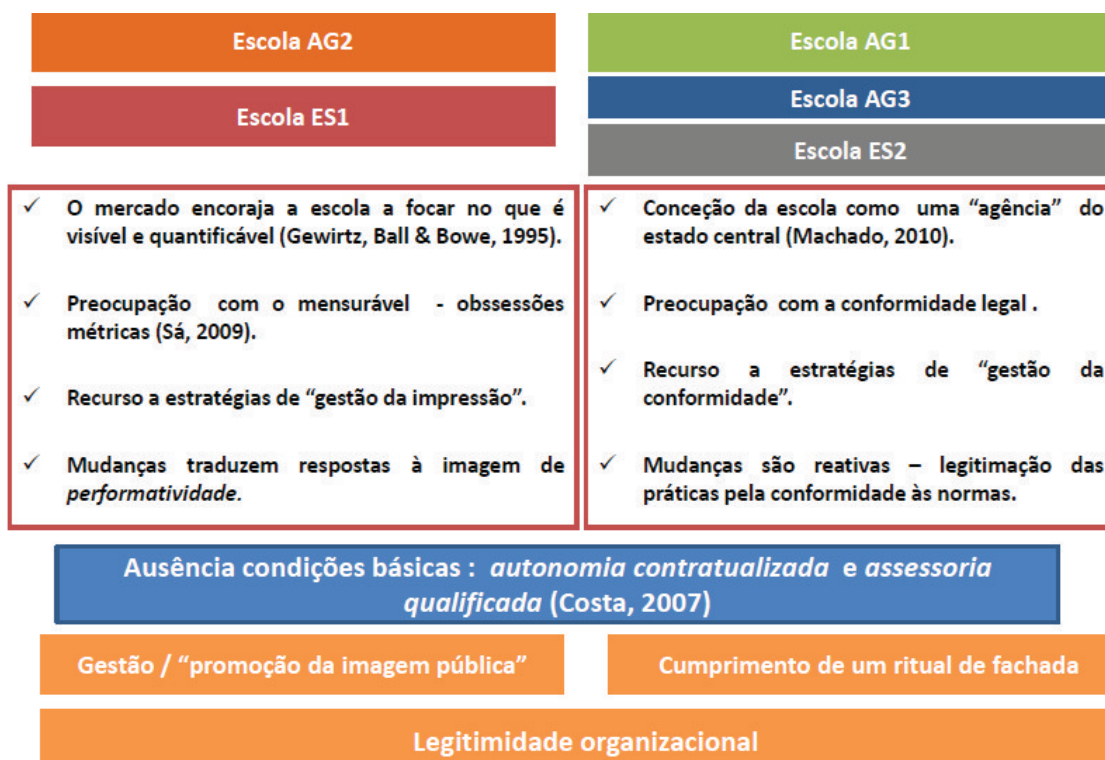 Escola AG2
Escola ES1
Escola AG1
Escola AG3
Escola ES2
✓ O mercado encoraja a escola a focar no que é
visível e quantificável (Gewirtz, Ball & Bowe, 1995).
✓ Preocupação com o mensurável - obssessões
métricas (Sá, 2009).
✓ Recurso a estratégias de “gestão da impressão”.
✓ Mudanças traduzem respostas à imagem de
performatividade.
✓ Conceção da escola como uma “agência” do
estado central (Machado, 2010).
✓ Preocupação com a conformidade legal .
✓ Recurso a estratégias de “gestão da
conformidade”.
✓ Mudanças são reativas – legitimação das
práticas pela conformidade às normas.
Ausência condições básicas : autonomia contratualizada e assessoria
qualificada (Costa, 2007)
Gestão / “promoção da imagem pública”
Cumprimento de um ritual de fachada
Legitimidade organizacional